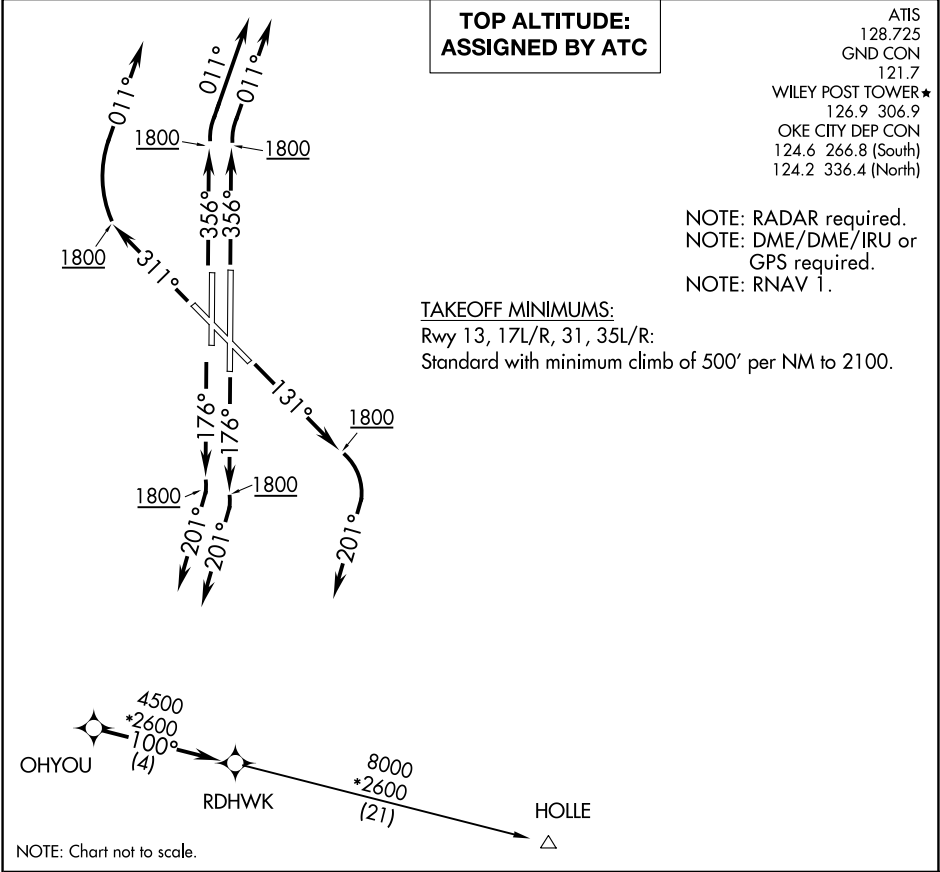 TOP ALTITUDE:
ASSIGNED BY ATC
ATIS
128.725
GND CON
121.7
WILEY POST TOWER★
126.9 306.9
OKE CITY DEP CON
124.6 266.8 (South)
124.2 336.4 (North)
NOTE: RADAR required.
NOTE: DME/DME/IRU or
GPS required.
NOTE: RNAV 1.
TAKEOFF MINIMUMS:
Rwy 13, 17L/R, 31, 35L/R:
Standard with minimum climb of 500' per NM to 2100.
011°
011°
011°
1800
1800
356°
356°
1800
311°
131°
1800
176°
176°
1800
1800
201°
201°
201°
4500
*2600
100°
(4)
OHYOU
RDHWK
8000
*2600
(21)
HOLLE
NOTE: Chart not to scale.